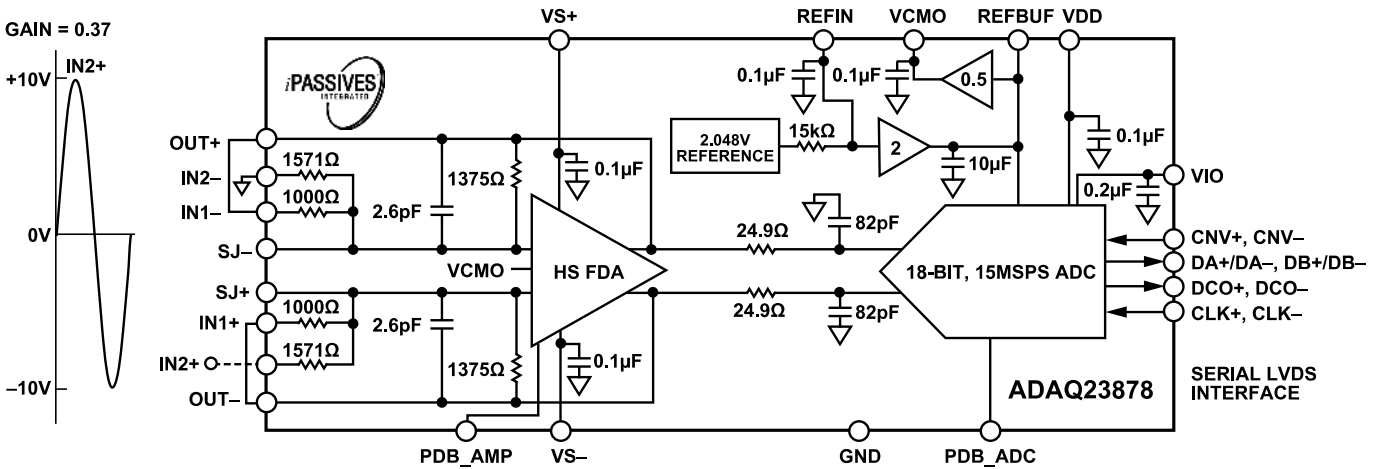 GAIN = 0.37
IN2+
+10V
0V
–10V
VS+
REFIN
VCMO
REFBUF
VDD
iPASSIVES
INTEGRATED
0.1µF
0.1µF
0.5
OUT+
IN2–
1571Ω
IN1–
1000Ω
SJ–
2.6pF
1375Ω
0.1µF
2.048V
REFERENCE
15kΩ
2
10µF
0.1µF
0.2µF
VIO
82pF
24.9Ω
VCMO
HS FDA
18-BIT, 15MSPS ADC
CNV+, CNV–
DA+/DA–, DB+/DB–
DCO+, DCO–
CLK+, CLK–
SJ+
1000Ω
IN1+
IN2+
1571Ω
OUT–
2.6pF
1375Ω
0.1µF
24.9Ω
82pF
ADAQ23878
SERIAL LVDS
INTERFACE
PDB_AMP
VS–
GND
PDB_ADC